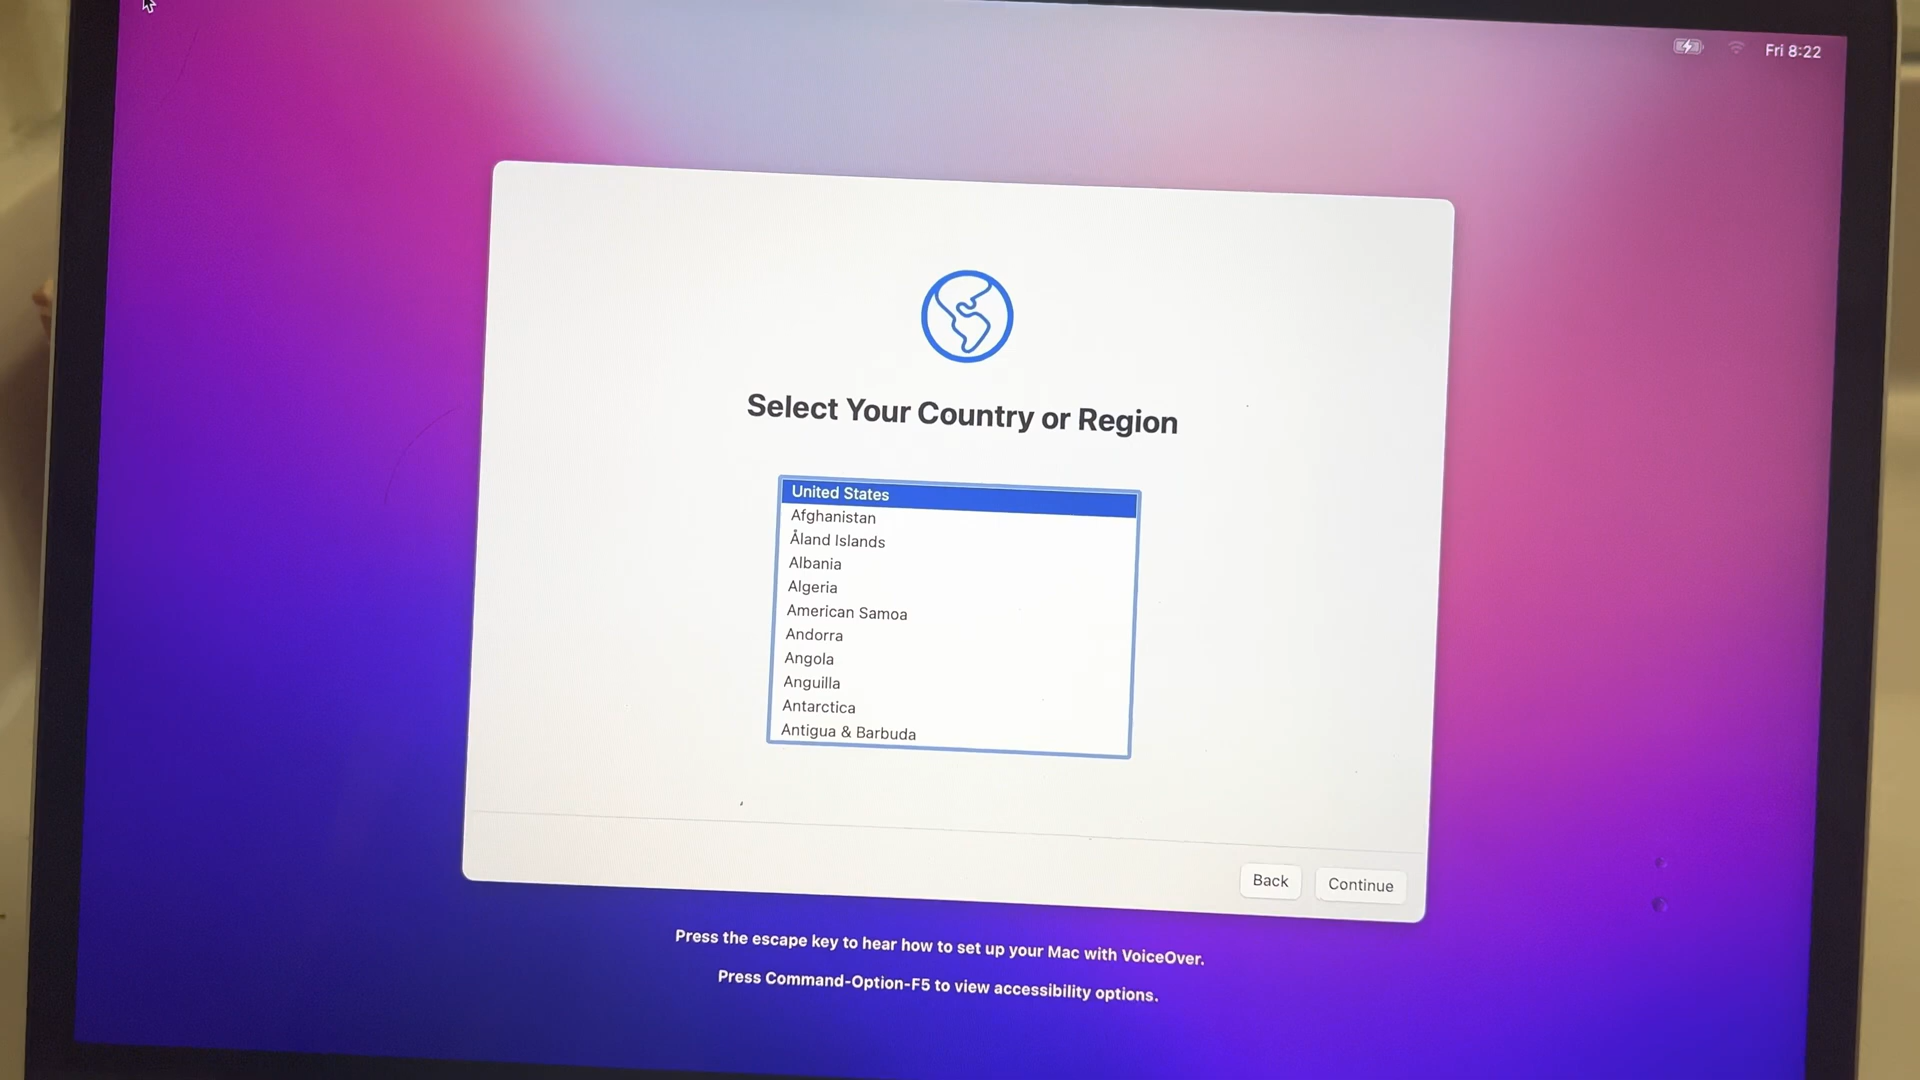 Fri 8:22
Select Your Country or Region
United States
Afghanistan
Åland Islands
Albania
Algeria
American Samoa
Andorra
Angola
Anguilla
Antarctica
Antigua & Barbuda
Back
Continue
Press the escape key to hear how to set up your Mac with VoiceOver.
Press Command-Option-F5 to view accessibility options.